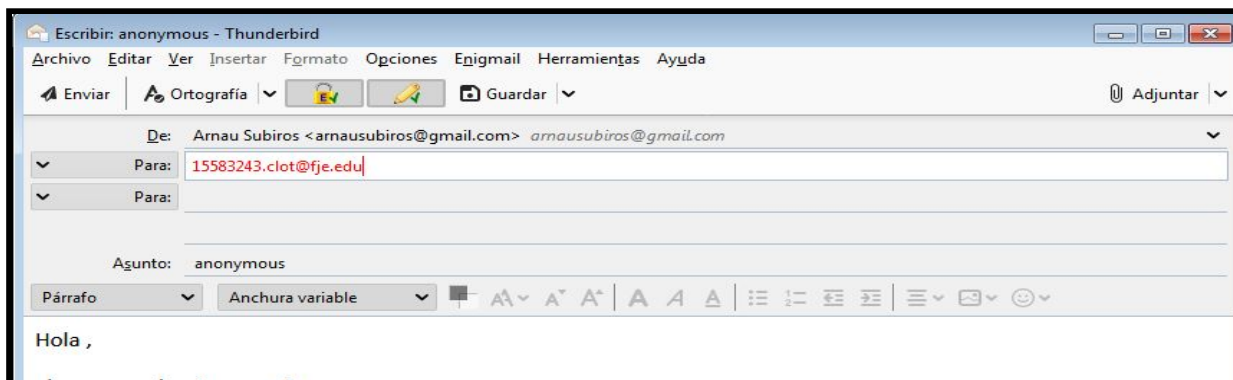 Escribir: anonymous - Thunderbird
Archivo Editar Ver Insertar Formato Opciones Enigmail Herramientas Ayuda
Enviar Ortografía Guardar Adjuntar
De: Arnau Subiros <arnausubiros@gmail.com> arnausubiros@gmail.com
Para: 15583243.clot@fje.edu
Para:
Asunto: anonymous
Párrafo Anchura variable
Hola ,